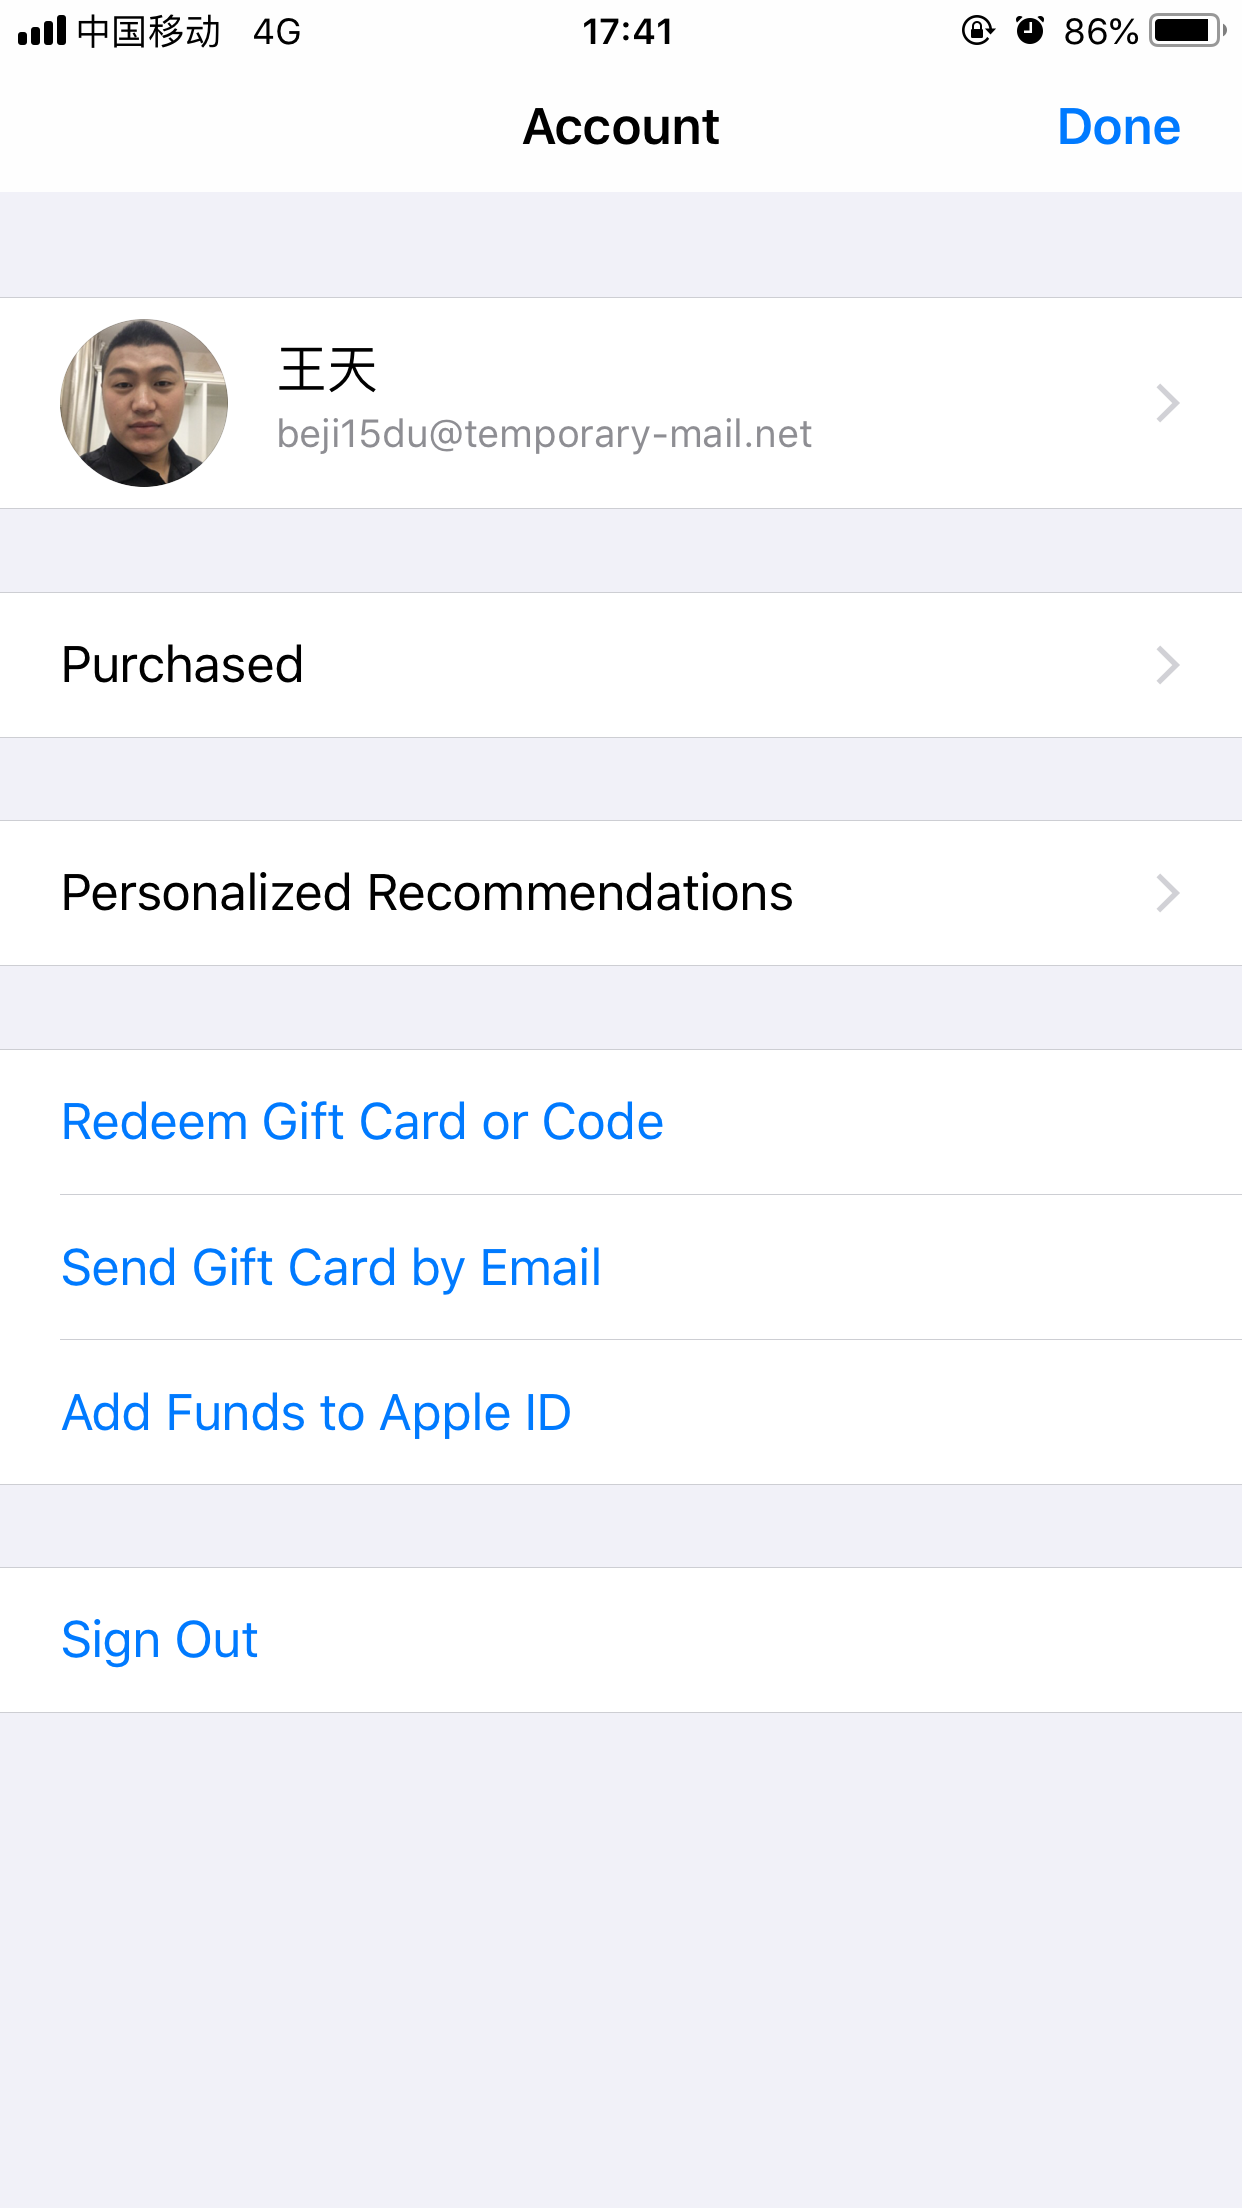 中国移动 4G 17:41 86%
Account Done
王天
beji15du@temporary-mail.net
Purchased
Personalized Recommendations
Redeem Gift Card or Code
Send Gift Card by Email
Add Funds to Apple ID
Sign Out